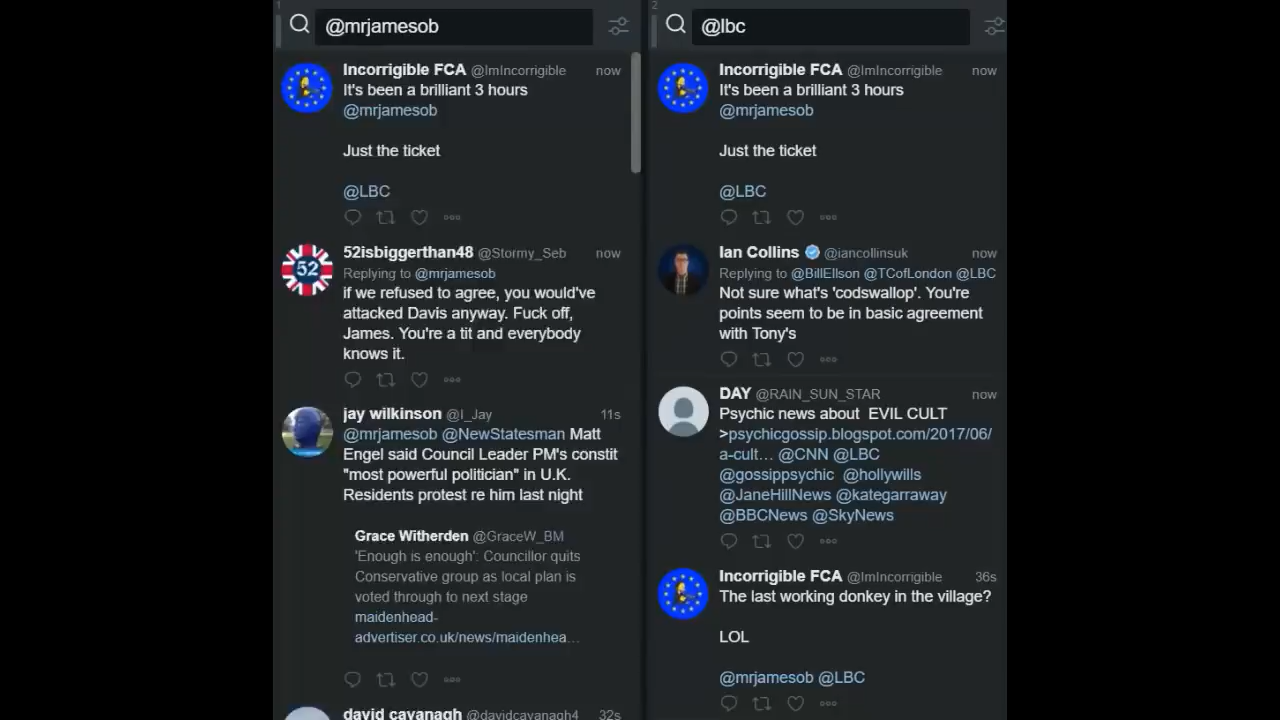 1
@mrjamesob
Incorrigible FCA @ImIncorrigible now
It's been a brilliant 3 hours
@mrjamesob
Just the ticket
@LBC
52isbiggerthan48 @Stormy_Seb now
Replying to @mrjamesob
if we refused to agree, you would've
attacked Davis anyway. Fuck off,
James. You're a tit and everybody
knows it.
52
jay wilkinson @I_Jay 11s
@mrjamesob @NewStatesman Matt
Engel said Council Leader PM's constit
"most powerful politician" in U.K.
Residents protest re him last night
Grace Witherden @GraceW_BM
'Enough is enough': Councillor quits
Conservative group as local plan is
voted through to next stage
maidenhead-
advertiser.co.uk/news/maidenhea…
david cavanagh @davidcavanagh4 32s
2
@lbc
Incorrigible FCA @ImIncorrigible now
It's been a brilliant 3 hours
@mrjamesob
Just the ticket
@LBC
Ian Collins @iancollinsuk now
Replying to @BillEllson @TCofLondon @LBC
Not sure what's 'codswallop'. You're
points seem to be in basic agreement
with Tony's
DAY @RAIN_SUN_STAR now
Psychic news about EVIL CULT
>psychicgossip.blogspot.com/2017/06/
a-cult… @CNN @LBC
@gossippsychic @hollywills
@JaneHillNews @kategarraway
@BBCNews @SkyNews
Incorrigible FCA @ImIncorrigible 36s
The last working donkey in the village?
LOL
@mrjamesob @LBC